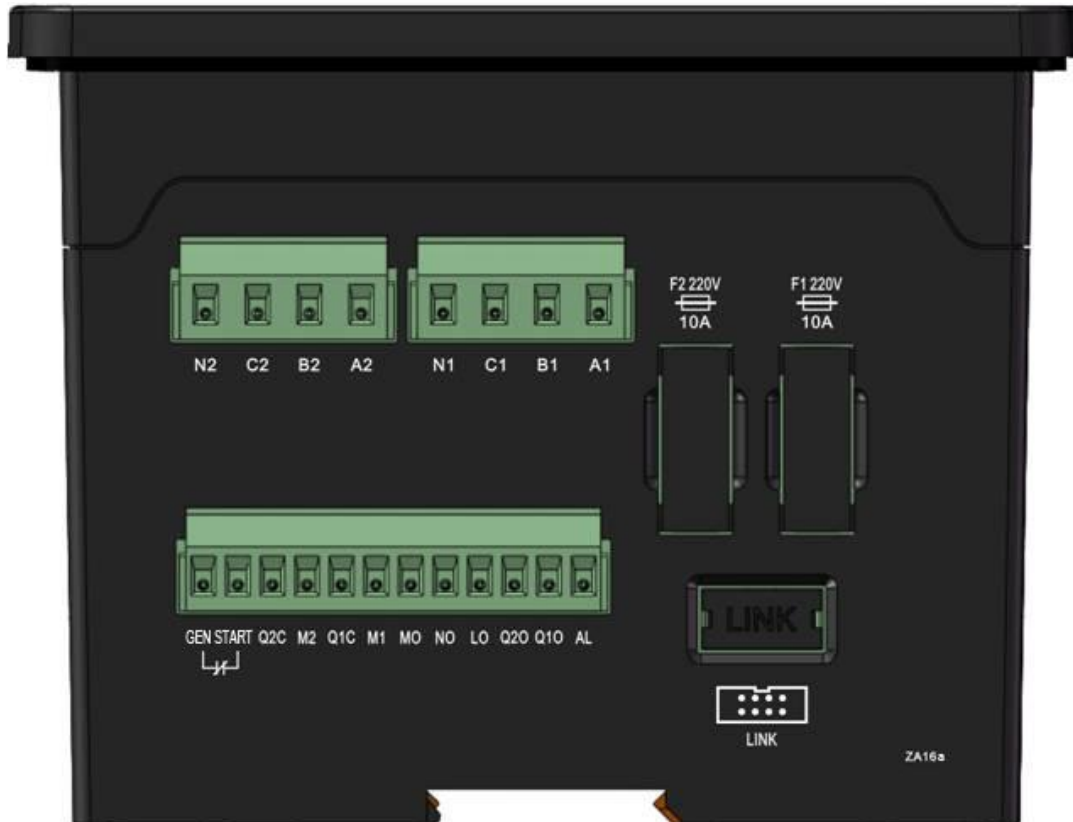 F2 220V F1 220V
10A 10A
N2 C2 B2 A2 N1 C1 B1 A1
GEN START Q2C M2 Q1C M1 MO NO LO Q2O Q1O AL
LINK
LINK
ZA16a